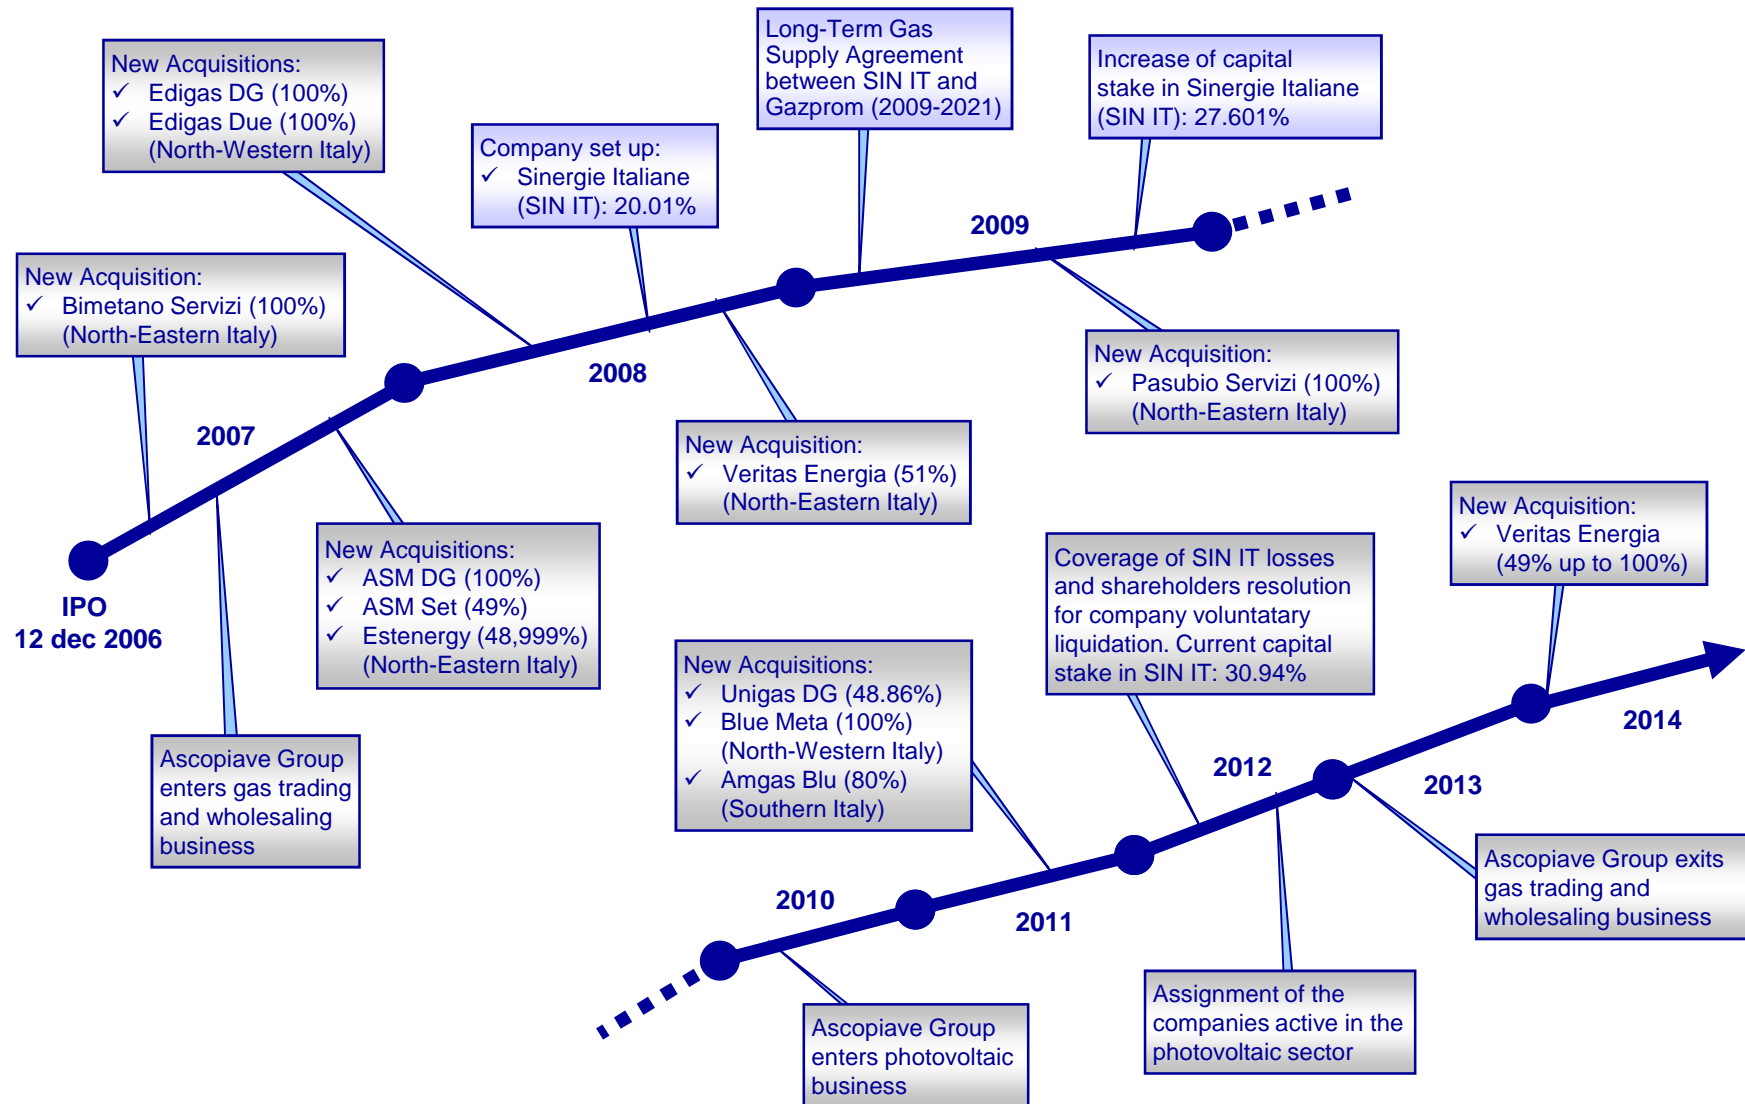 New Acquisitions:
✓ Edigas DG (100%)
✓ Edigas Due (100%)
(North-Western Italy)
Company set up:
✓ Sinergie Italiane
(SIN IT): 20.01%
Long-Term Gas
Supply Agreement
between SIN IT and
Gazprom (2009-2021)
Increase of capital
stake in Sinergie Italiane
(SIN IT): 27.601%
New Acquisition:
✓ Bimetano Servizi (100%)
(North-Eastern Italy)
2009
2008
2007
New Acquisition:
✓ Pasubio Servizi (100%)
(North-Eastern Italy)
New Acquisition:
✓ Veritas Energia (51%)
(North-Eastern Italy)
IPO
12 dec 2006
New Acquisitions:
✓ ASM DG (100%)
✓ ASM Set (49%)
✓ Estenergy (48,999%)
(North-Eastern Italy)
Ascopiave Group
enters gas trading
and wholesaling
business
New Acquisitions:
✓ Unigas DG (48.86%)
✓ Blue Meta (100%)
(North-Western Italy)
✓ Amgas Blu (80%)
(Southern Italy)
Coverage of SIN IT losses
and shareholders resolution
for company voluntatary
liquidation. Current capital
stake in SIN IT: 30.94%
New Acquisition:
✓ Veritas Energia
(49% up to 100%)
2014
2012
2013
2010
2011
Ascopiave Group exits
gas trading and
wholesaling business
Ascopiave Group
enters photovoltaic
business
Assignment of the
companies active in the
photovoltaic sector